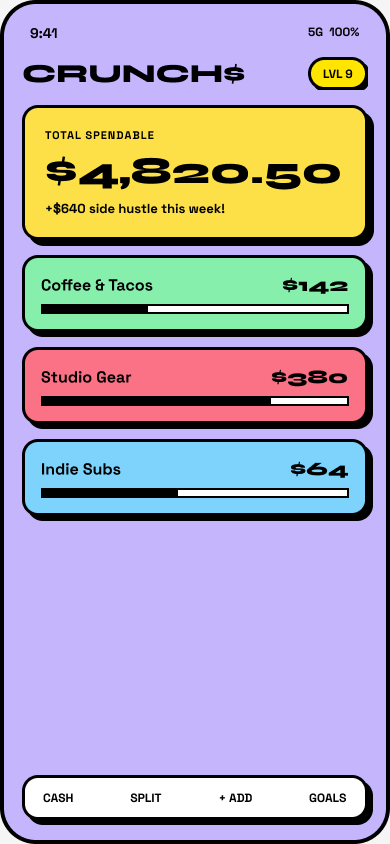 9:41 5G 100%
CRUNCH$ LVL 9
TOTAL SPENDABLE
$4,820.50
+$640 side hustle this week!
Coffee & Tacos $142
Studio Gear $380
Indie Subs $64
CASH SPLIT + ADD GOALS